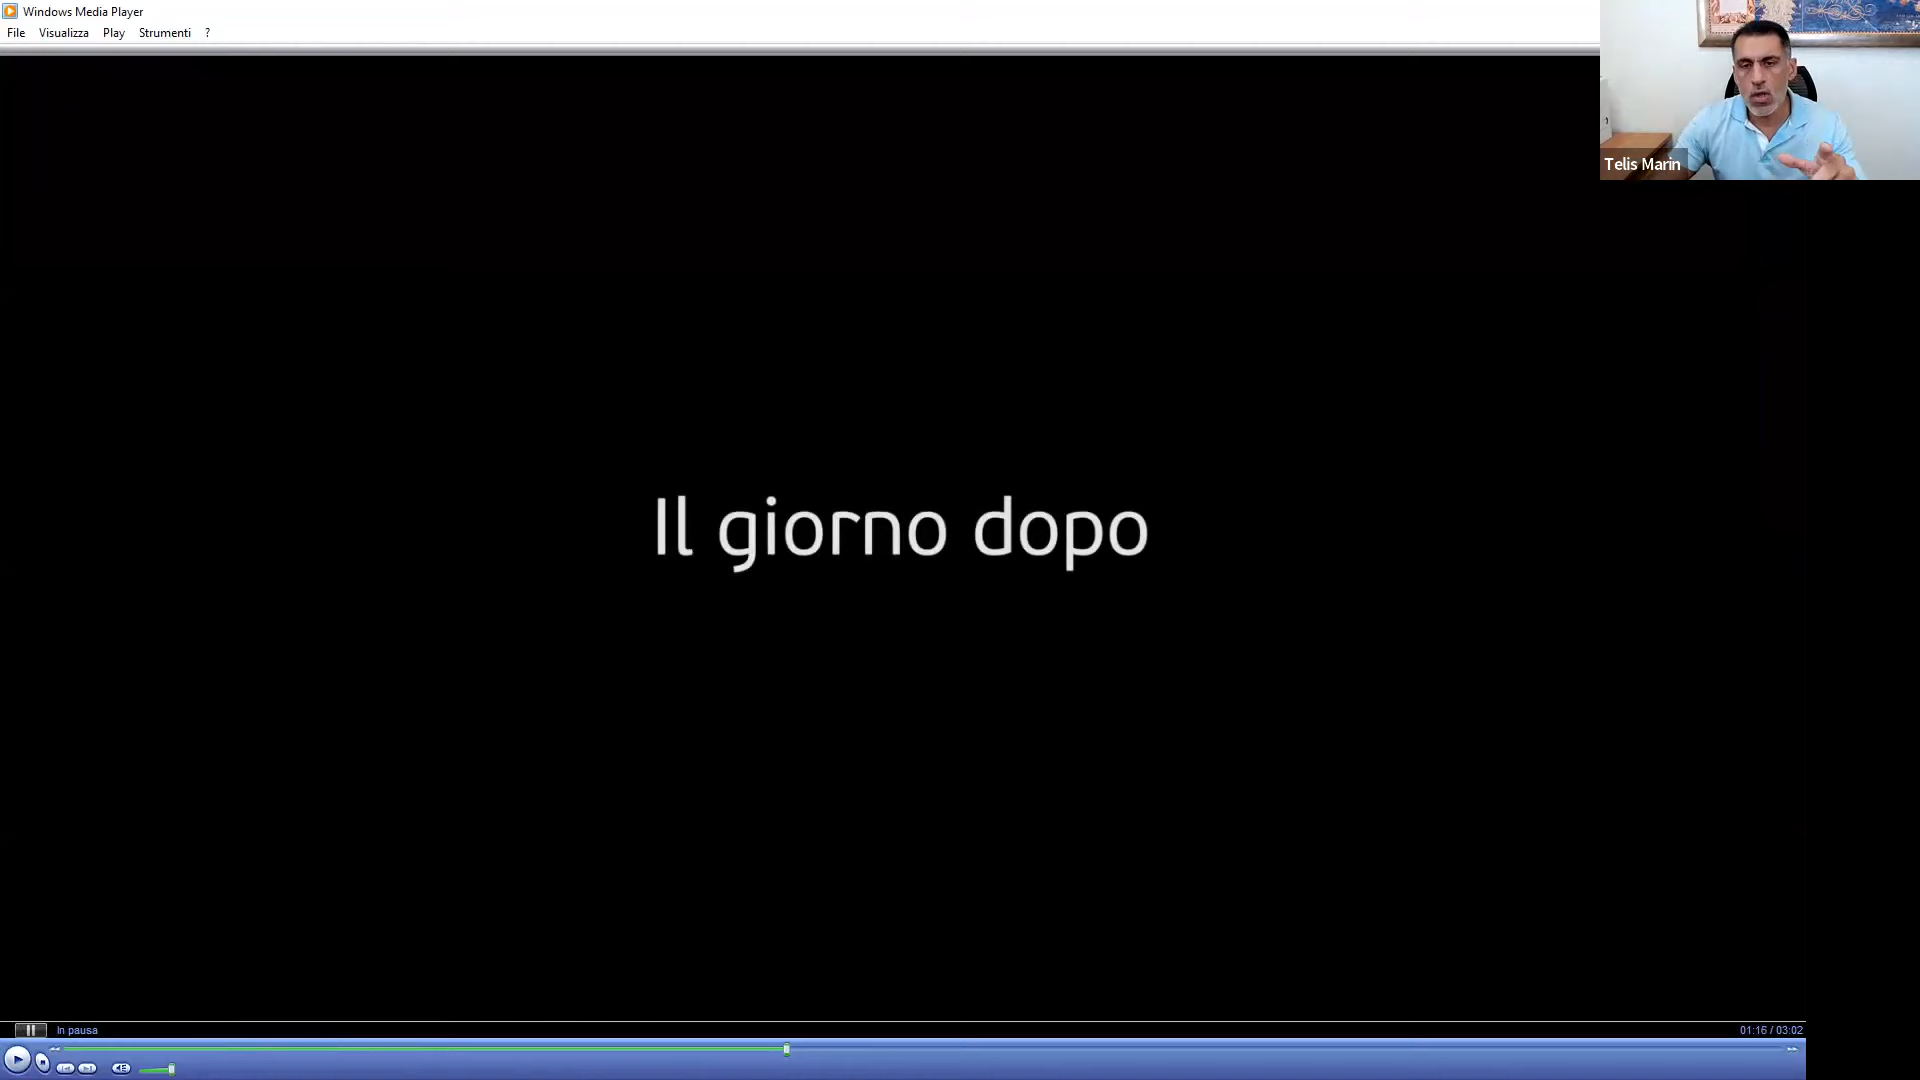 Windows Media Player
File Visualizza Play Strumenti ?
Telis Marin
Il giorno dopo
In pausa
01:16 / 03:02